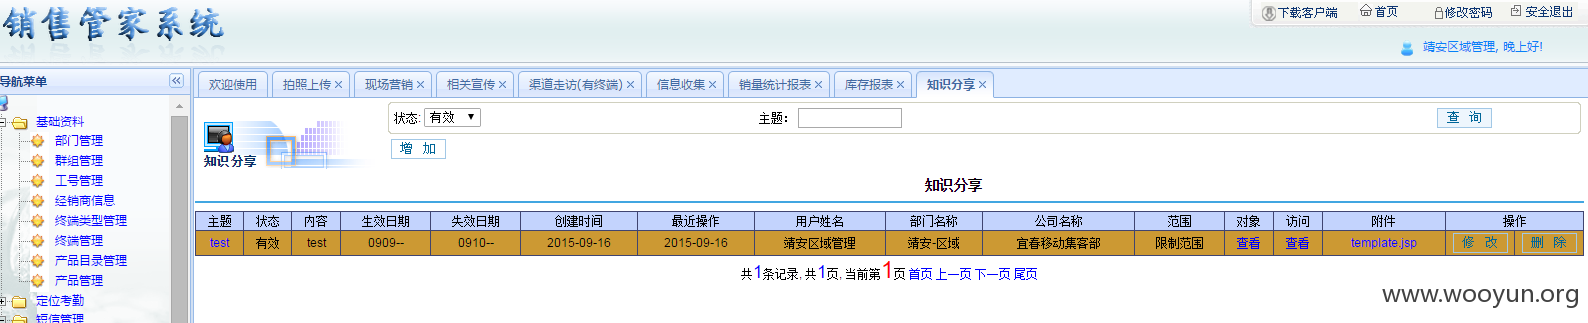 销售管家系统
下载客户端 首页 修改密码 安全退出
靖安区域管理, 晚上好!
导航菜单
欢迎使用 拍照上传 现场营销 相关宣传 渠道走访(有终端) 信息收集 销量统计报表 库存报表 知识分享
基础资料
部门管理
群组管理
工号管理
经销商信息
终端类型管理
终端管理
产品目录管理
产品管理
定位考勤
短信管理
状态: 有效 主题: 查 询
知识分享
增 加
知识分享
主题 状态 内容 生效日期 失效日期 创建时间 最近操作 用户姓名 部门名称 公司名称 范围 对象 访问 附件 操作
test 有效 test 0909-- 0910-- 2015-09-16 2015-09-16 靖安区域管理 靖安-区域 宜春移动集客部 限制范围 查看 查看 template.jsp 修 改 删 除
共1条记录, 共1页, 当前第1页 首页 上一页 下一页 尾页
www.wooyun.org